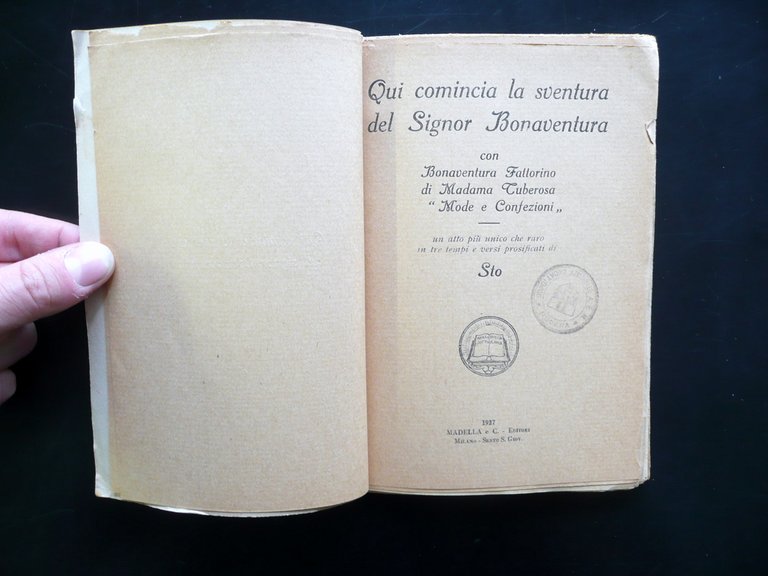 Qui comincia la sventura
del Signor Bonaventura
con
Bonaventura Fattorino
di Madama Tuberosa
“ Mode e Confezioni „
un atto più unico che raro
in tre tempi e versi prosificati di
Sto
1927
MADELLA e C. - EDITORI
MILANO - SESTO S. GIOV.